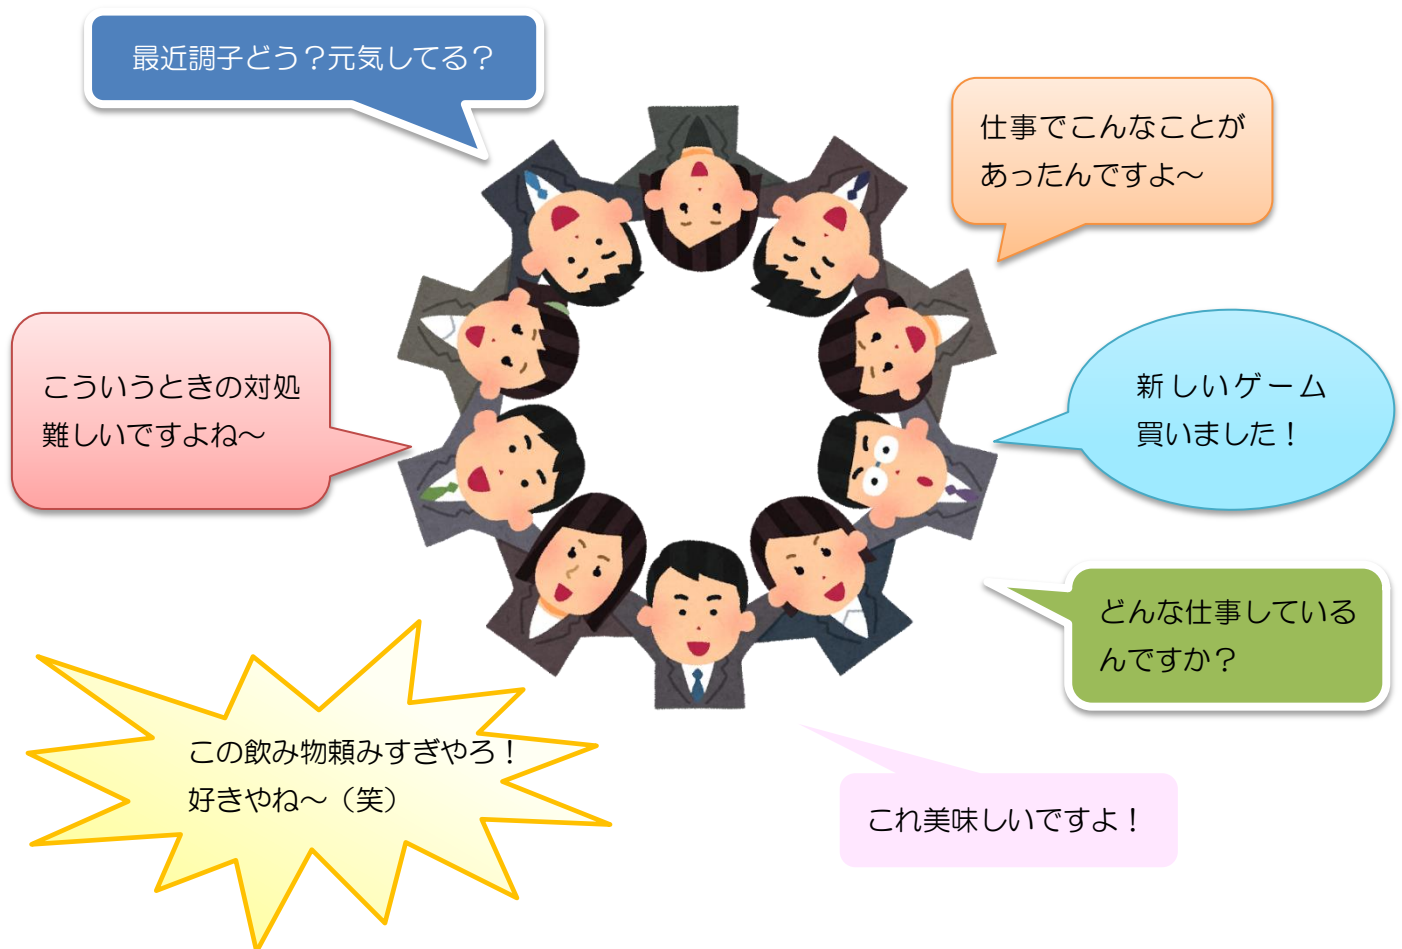 最近調子どう？元気してる？
仕事でこんなことが
あったんですよ～
こういうときの対処
難しいですよね～
新しいゲーム
買いました！
どんな仕事している
んですか？
この飲み物頼みすぎやろ！
好きやね～（笑）
これ美味しいですよ！